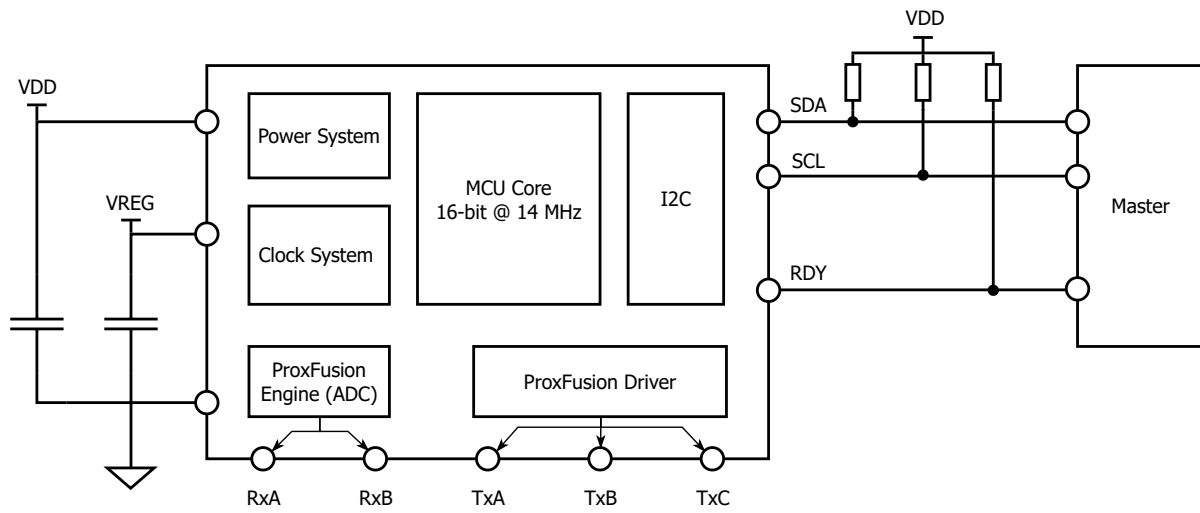 VDD
VDD
SDA
Power System
MCU Core
16-bit @ 14 MHz
I2C
SCL
VREG
Clock System
Master
RDY
ProxFusion
Engine (ADC)
ProxFusion Driver
RxA
RxB
TxA
TxB
TxC